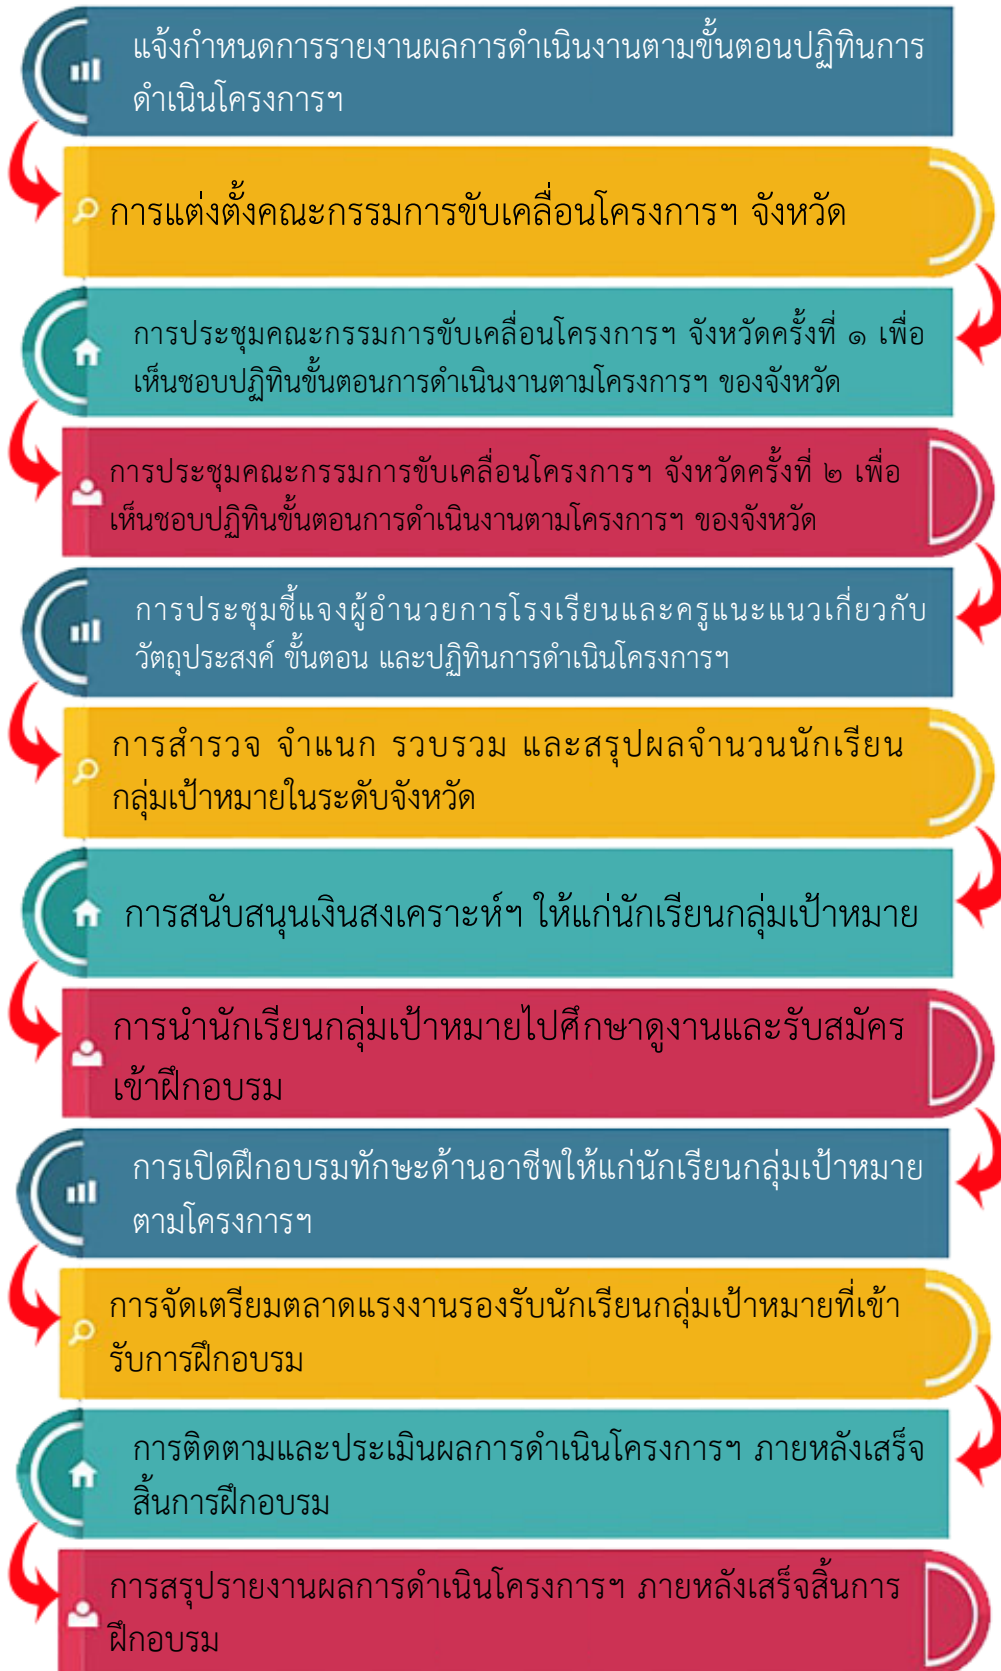 แจ้งกำหนดการรายงานผลการดำเนินงานตามขั้นตอนปฏิทินการ
ดำเนินโครงการฯ
การแต่งตั้งคณะกรรมการขับเคลื่อนโครงการฯ จังหวัด
การประชุมคณะกรรมการขับเคลื่อนโครงการฯ จังหวัดครั้งที่ ๑ เพื่อ
เห็นชอบปฏิทินขั้นตอนการดำเนินงานตามโครงการฯ ของจังหวัด
การประชุมคณะกรรมการขับเคลื่อนโครงการฯ จังหวัดครั้งที่ ๒ เพื่อ
เห็นชอบปฏิทินขั้นตอนการดำเนินงานตามโครงการฯ ของจังหวัด
การประชุมชี้แจงผู้อำนวยการโรงเรียนและครูแนะแนวเกี่ยวกับ
วัตถุประสงค์ ขั้นตอน และปฏิทินการดำเนินโครงการฯ
การสำรวจ จำแนก รวบรวม และสรุปผลจำนวนนักเรียน
กลุ่มเป้าหมายในระดับจังหวัด
การสนับสนุนเงินสงเคราะห์ฯ ให้แก่นักเรียนกลุ่มเป้าหมาย
การนำนักเรียนกลุ่มเป้าหมายไปศึกษาดูงานและรับสมัคร
เข้าฝึกอบรม
การเปิดฝึกอบรมทักษะด้านอาชีพให้แก่นักเรียนกลุ่มเป้าหมาย
ตามโครงการฯ
การจัดเตรียมตลาดแรงงานรองรับนักเรียนกลุ่มเป้าหมายที่เข้า
รับการฝึกอบรม
การติดตามและประเมินผลการดำเนินโครงการฯ ภายหลังเสร็จ
สิ้นการฝึกอบรม
การสรุปรายงานผลการดำเนินโครงการฯ ภายหลังเสร็จสิ้นการ
ฝึกอบรม